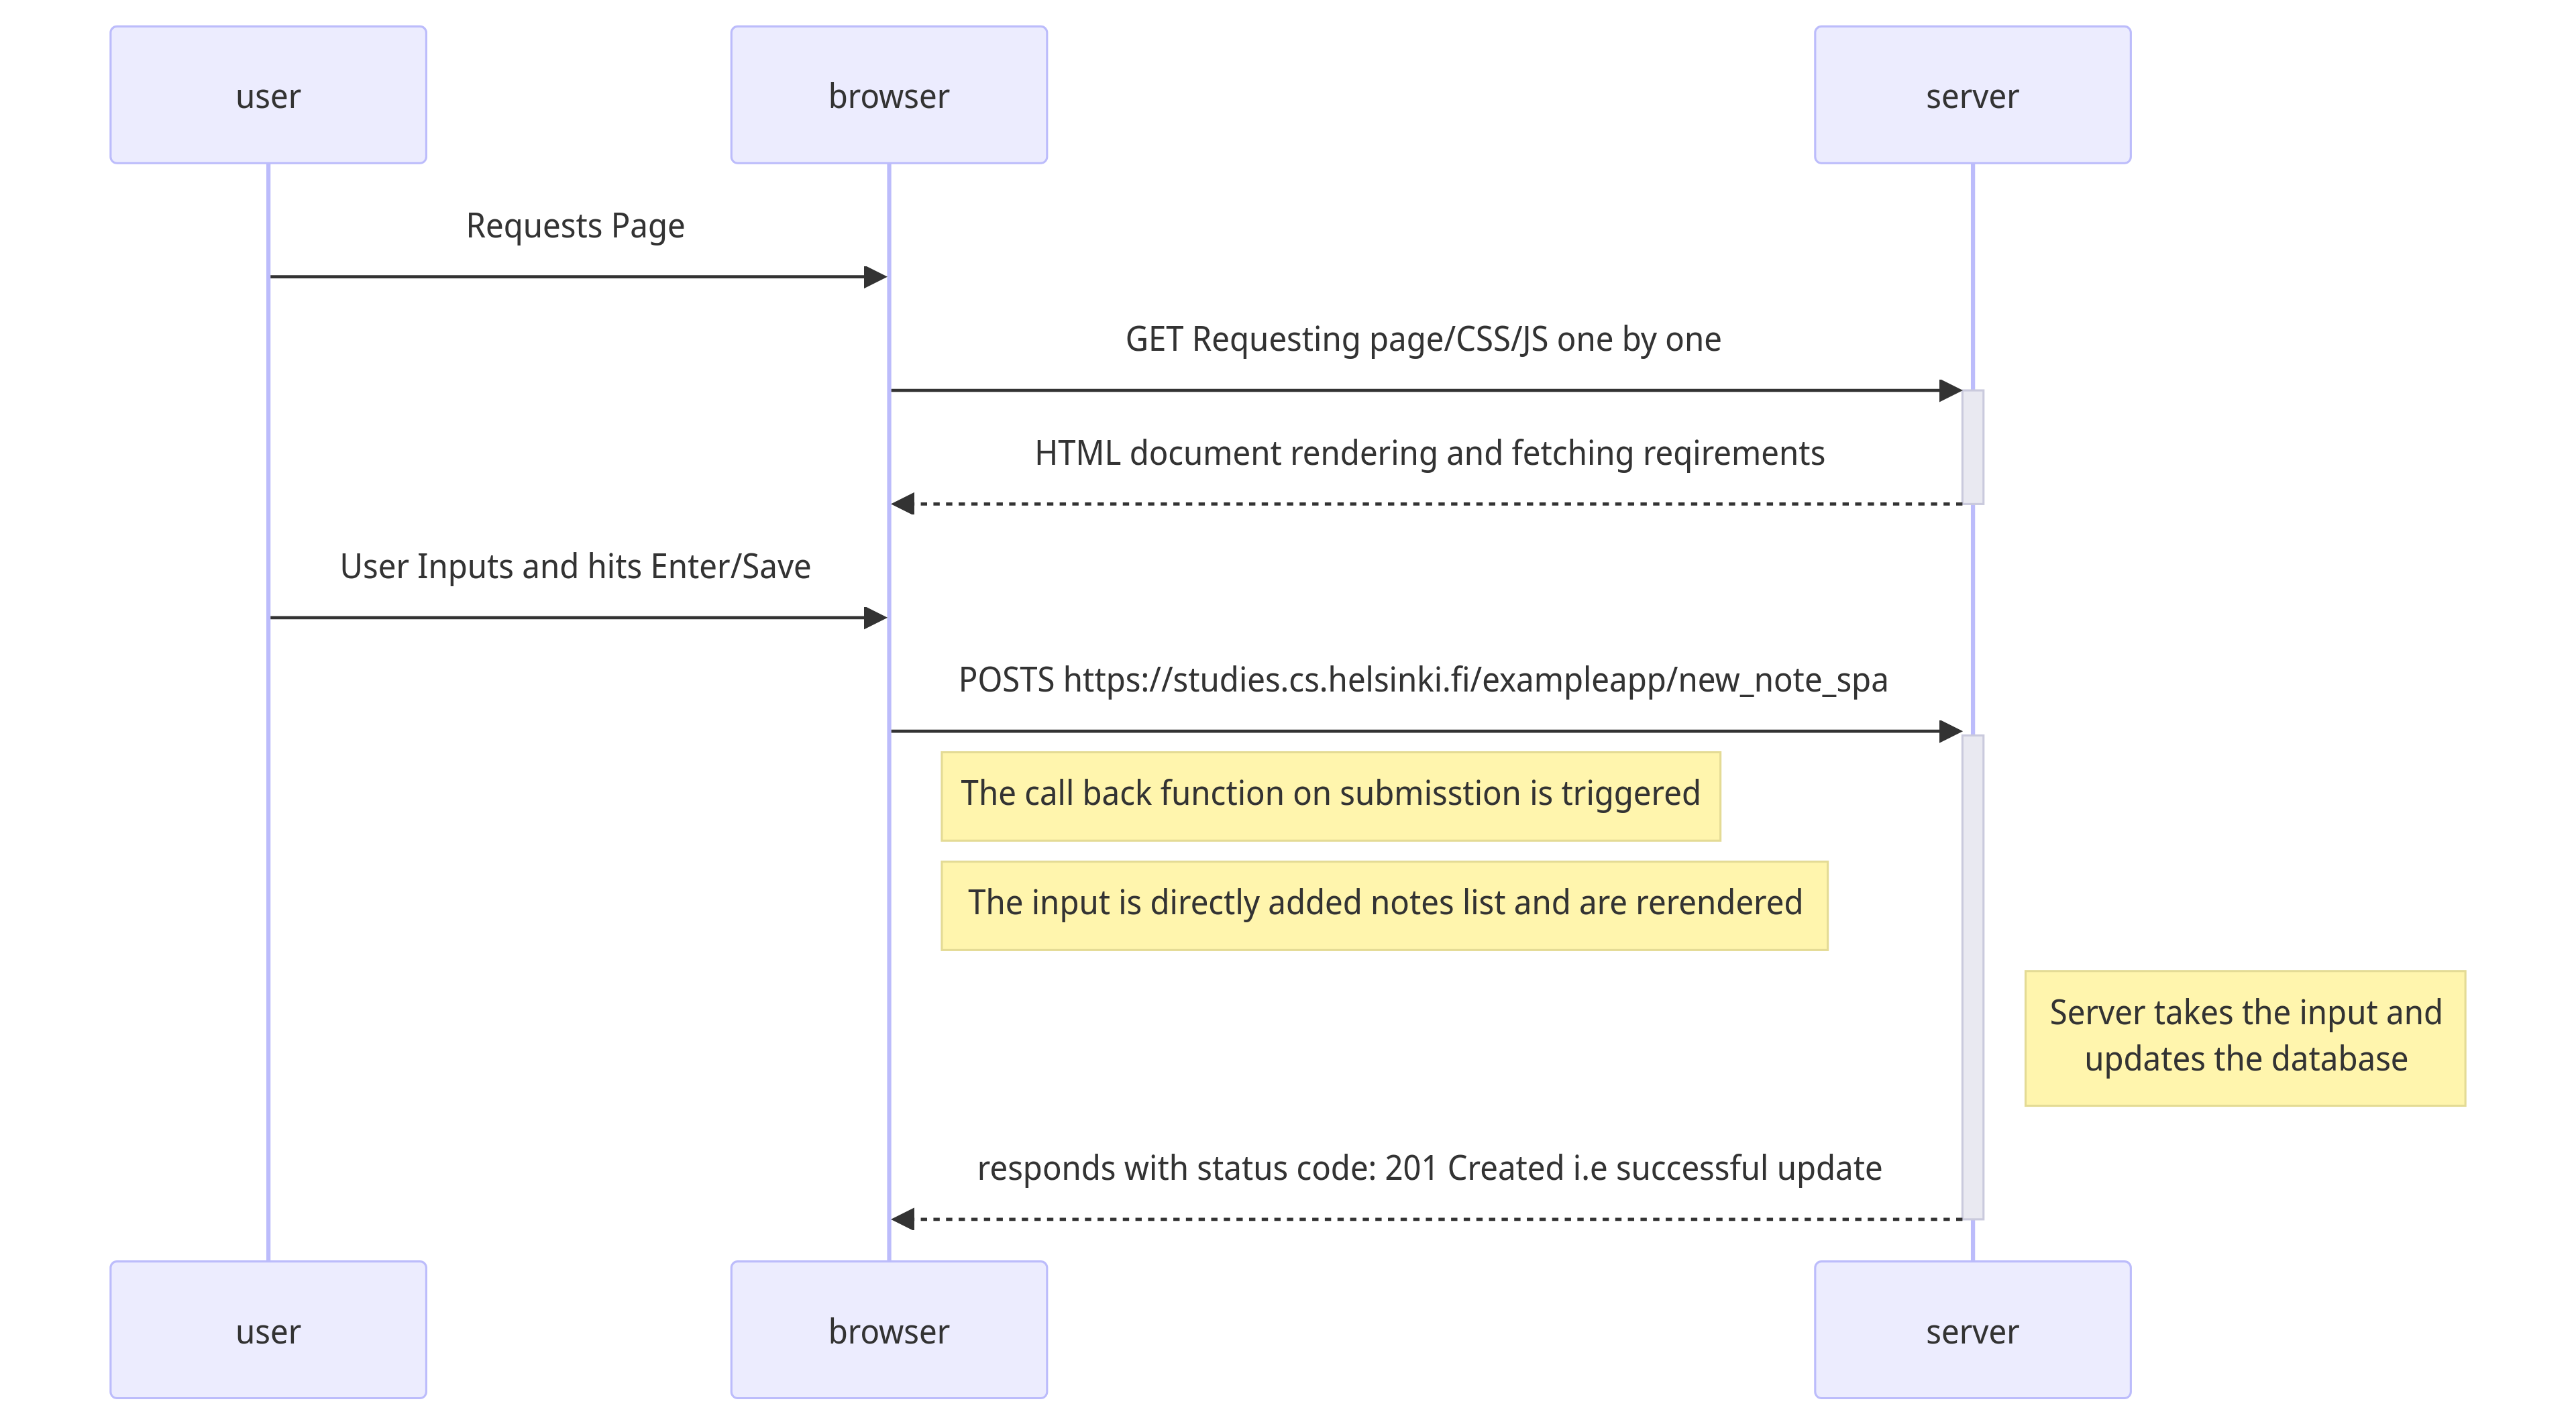 user
browser
server
Requests Page
GET Requesting page/CSS/JS one by one
HTML document rendering and fetching reqirements
User Inputs and hits Enter/Save
POSTS https://studies.cs.helsinki.fi/exampleapp/new_note_spa
The call back function on submisstion is triggered
The input is directly added notes list and are rerendered
Server takes the input and
updates the database
responds with status code: 201 Created i.e successful update
user
browser
server